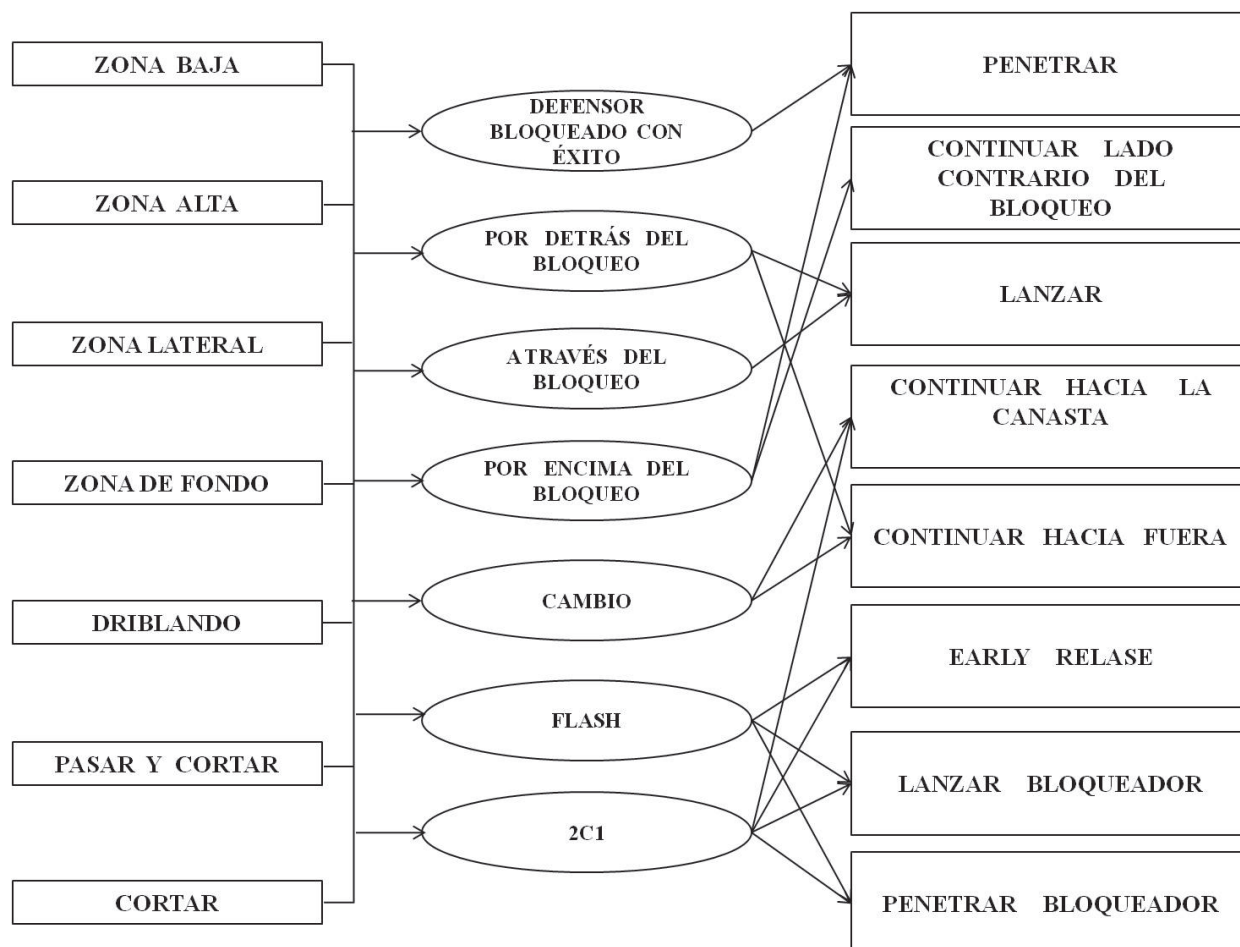 ZONA BAJA
ZONA ALTA
ZONA LATERAL
ZONA DE FONDO
DRIBLANDO
PASAR Y CORTAR
CORTAR
DEFENSOR
BLOQUEADO CON
ÉXITO
POR DETRÁS DEL
BLOQUEO
A TRAVÉS DEL
BLOQUEO
POR ENCIMA DEL
BLOQUEO
CAMBIO
FLASH
2C1
PENETRAR
CONTINUAR LADO
CONTRARIO DEL
BLOQUEO
LANZAR
CONTINUAR HACIA LA
CANASTA
CONTINUAR HACIA FUERA
EARLY RELASE
LANZAR BLOQUEADOR
PENETRAR BLOQUEADOR